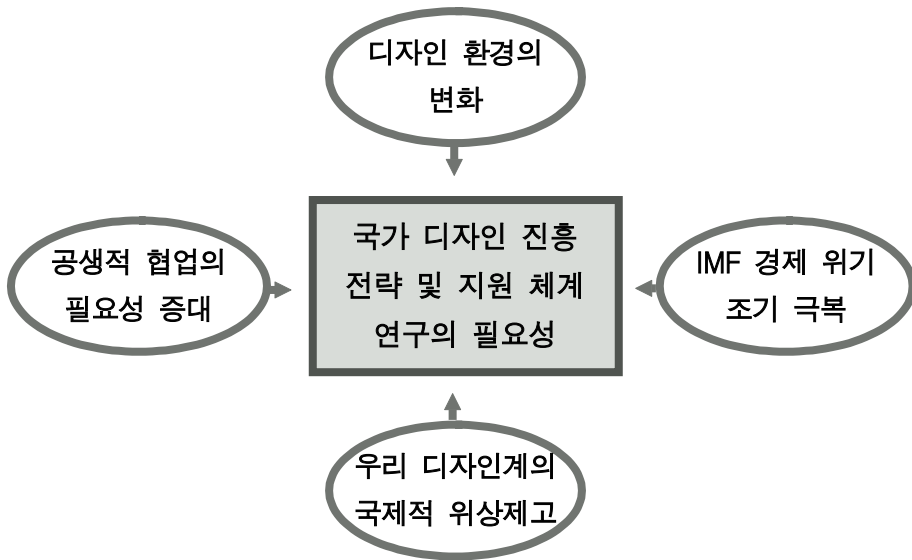 디자인 환경의
변화
공생적 협업의
필요성 증대
국가 디자인 진흥
전략 및 지원 체계
연구의 필요성
IMF 경제 위기
조기 극복
우리 디자인계의
국제적 위상제고